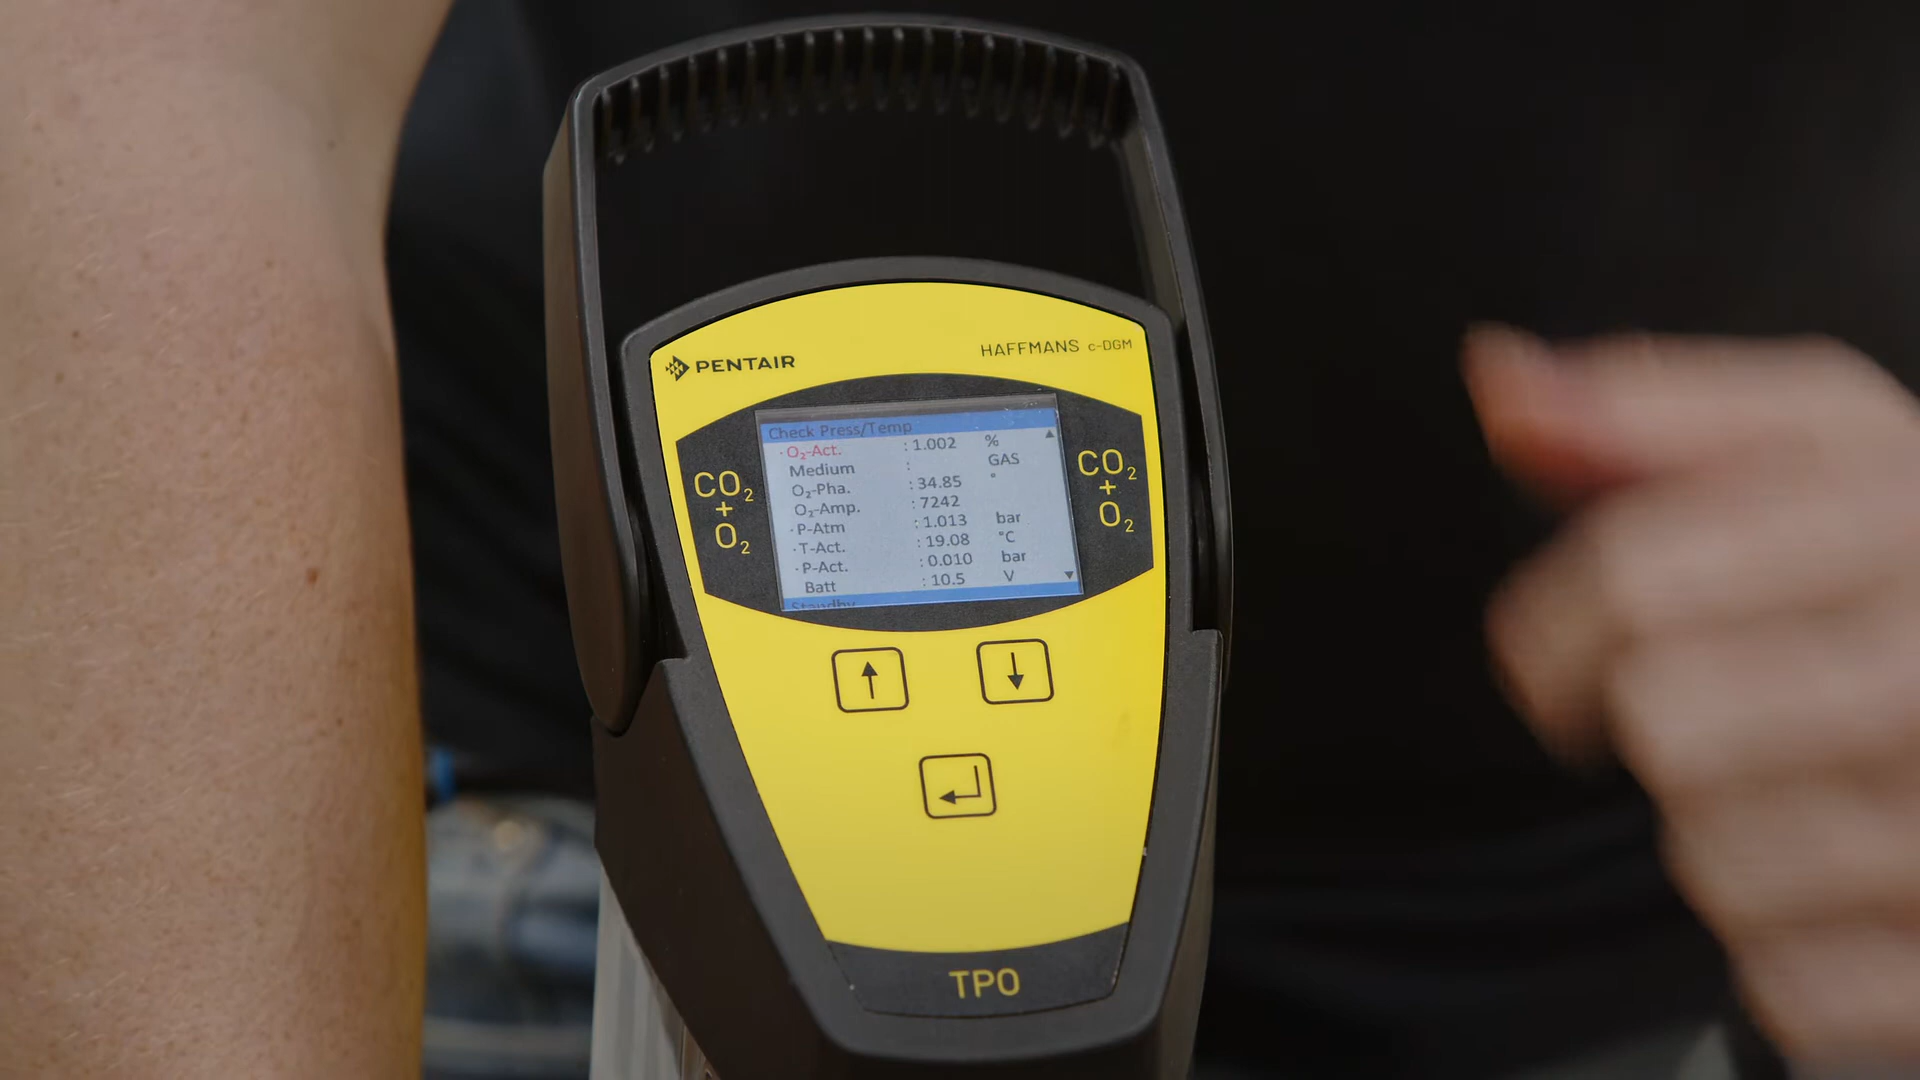 PENTAIR
HAFFMANS c-DGM
Check Press/Temp
·O₂-Act. : 1.002 %
Medium : GAS
O₂-Pha. : 34.85 °
O₂-Amp. : 7242
·P-Atm : 1.013 bar
·T-Act. : 19.08 °C
·P-Act. : 0.010 bar
Batt : 10.5 V
Standby
CO₂
+
O₂
CO₂
+
O₂
TPO